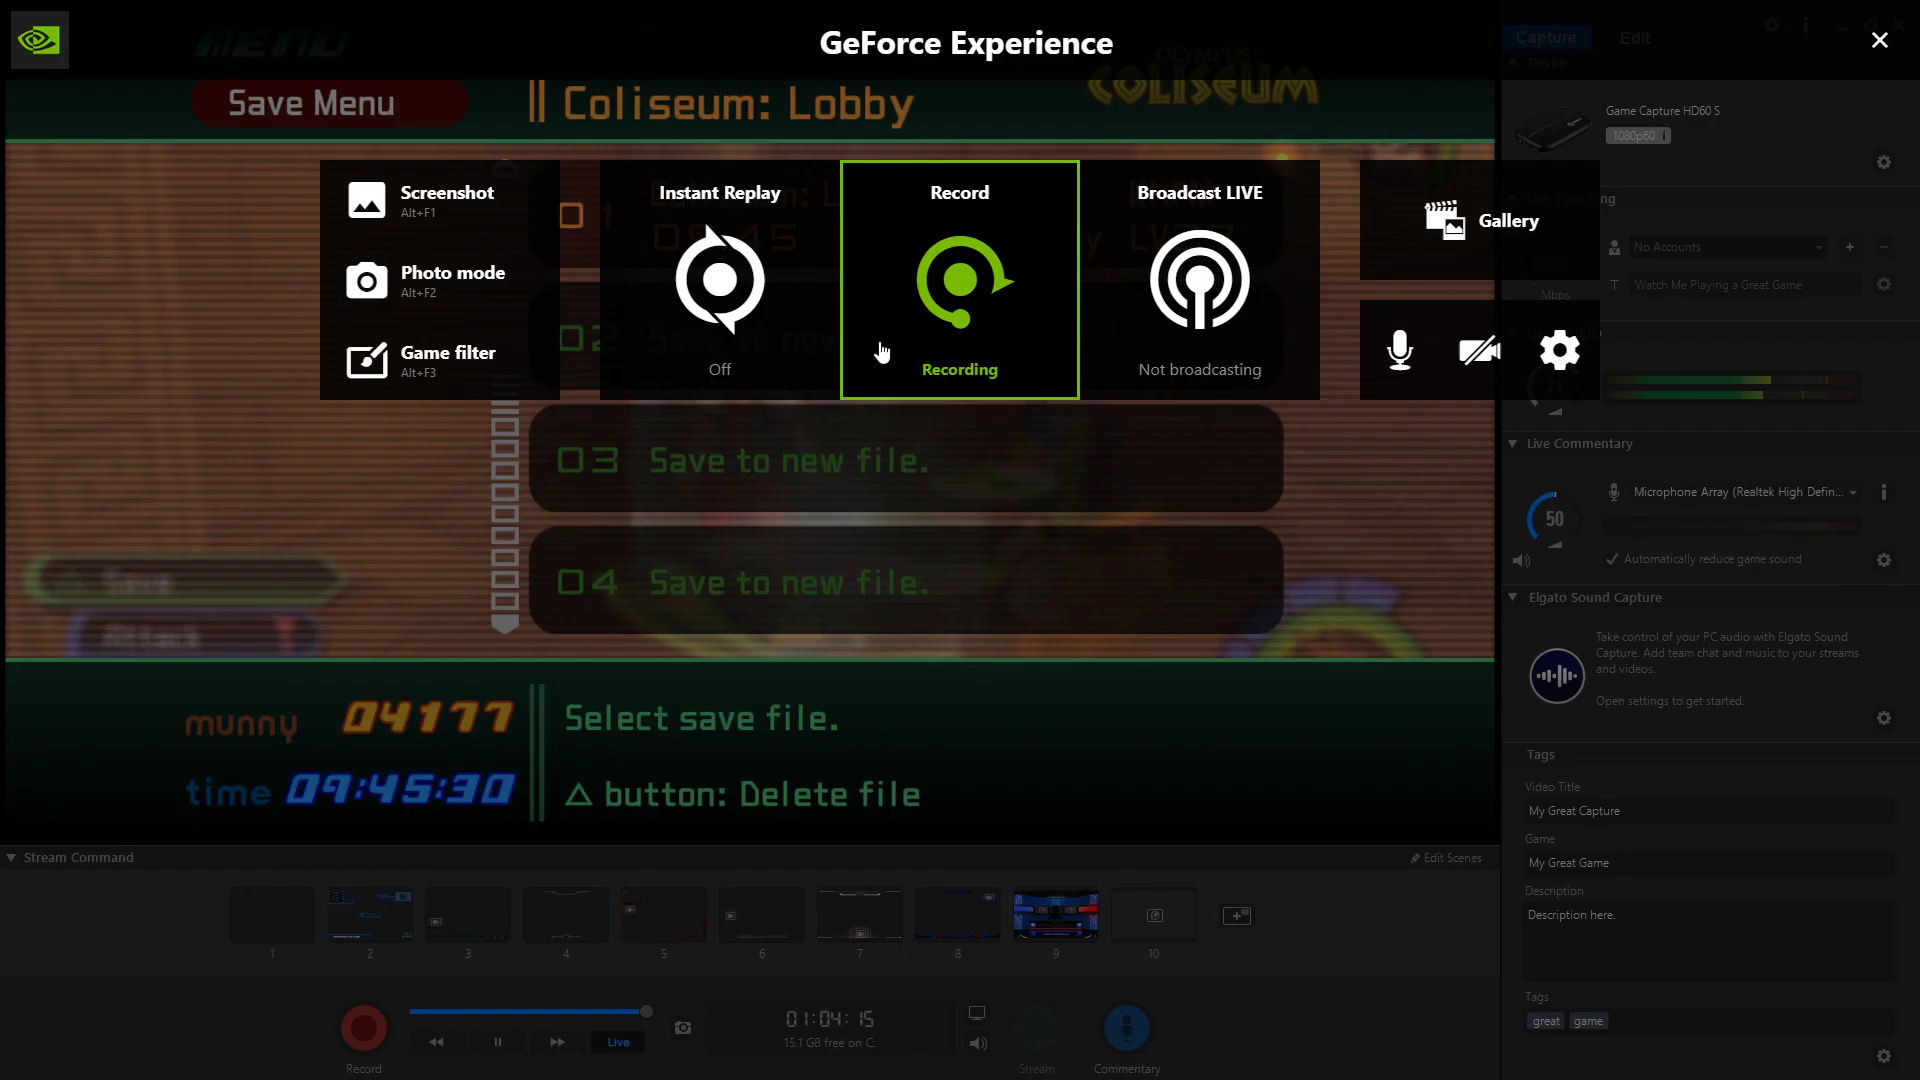 GeForce Experience
MENU
OLYMPUS
COLISEUM
Save Menu
Coliseum: Lobby
Capture
Edit
Device
Game Capture HD60 S
1080p60
Screenshot
Alt+F1
Photo mode
Alt+F2
Game filter
Alt+F3
Instant Replay
Off
Record
Recording
Broadcast LIVE
Not broadcasting
Gallery
No Accounts
Mbps
Watch Me Playing a Great Game
03 Save to new file.
04 Save to new file.
Save
Attack
Live Commentary
Microphone Array (Realtek High Defin...
50
Automatically reduce game sound
Elgato Sound Capture
Take control of your PC audio with Elgato Sound
Capture. Add team chat and music to your streams
and videos.
Open settings to get started.
munny 04177
time 09:45:30
Select save file.
△ button: Delete file
Tags
Video Title
My Great Capture
Game
My Great Game
Description
Description here.
Tags
great game
Stream Command
Edit Scenes
1 2 3 4 5 6 7 8 9 10
Live
01:04:15
15.1 GB free on C:
Record
Stream
Commentary